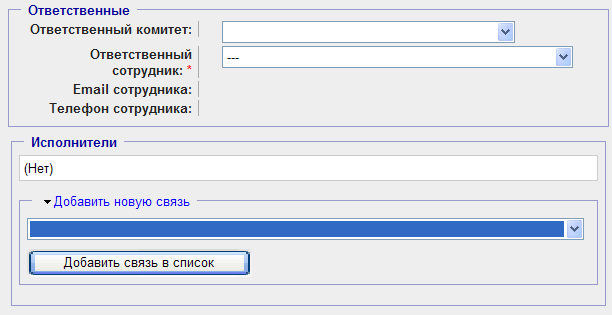 Ответственные
Ответственный комитет:
Ответственный
сотрудник: * ---
Email сотрудника:
Телефон сотрудника:
Исполнители
(Нет)
Добавить новую связь
Добавить связь в список